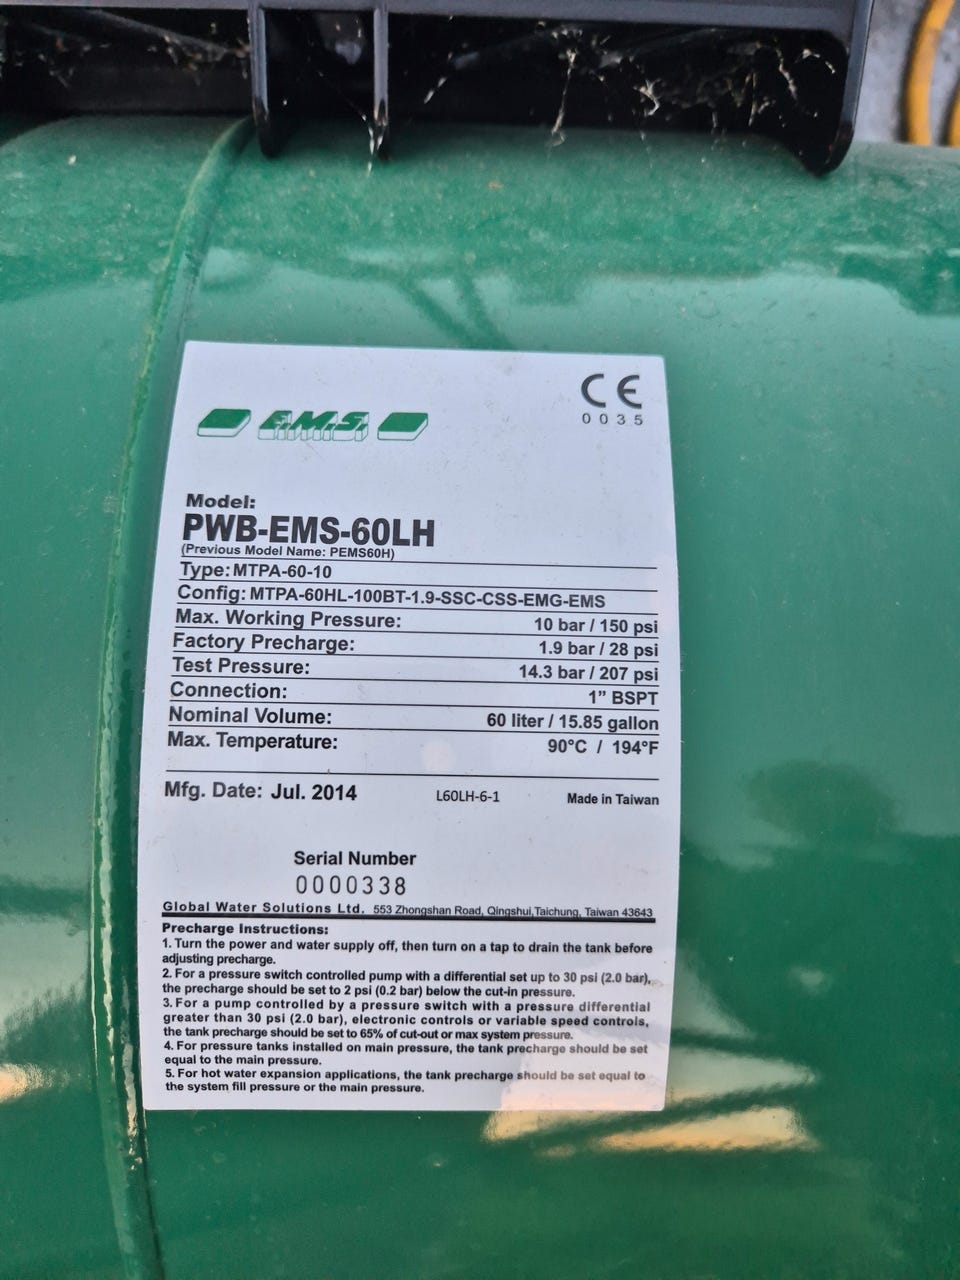 CE
0035
E.M.S.
Model:
PWB-EMS-60LH
(Previous Model Name: PEMS60H)
Type: MTPA-60-10
Config: MTPA-60HL-100BT-1.9-SSC-CSS-EMG-EMS
Max. Working Pressure: 10 bar / 150 psi
Factory Precharge: 1.9 bar / 28 psi
Test Pressure: 14.3 bar / 207 psi
Connection: 1” BSPT
Nominal Volume: 60 liter / 15.85 gallon
Max. Temperature: 90°C / 194°F
Mfg. Date: Jul. 2014 L60LH-6-1 Made in Taiwan
Serial Number
0000338
Global Water Solutions Ltd. 553 Zhongshan Road, Qingshui,Taichung, Taiwan 43643
Precharge Instructions:
1. Turn the power and water supply off, then turn on a tap to drain the tank before
adjusting precharge.
2. For a pressure switch controlled pump with a differential set up to 30 psi (2.0 bar),
the precharge should be set to 2 psi (0.2 bar) below the cut-in pressure.
3. For a pump controlled by a pressure switch with a pressure differential
greater than 30 psi (2.0 bar), electronic controls or variable speed controls,
the tank precharge should be set to 65% of cut-out or max system pressure.
4. For pressure tanks installed on main pressure, the tank precharge should be set
equal to the main pressure.
5. For hot water expansion applications, the tank precharge should be set equal to
the system fill pressure or the main pressure.